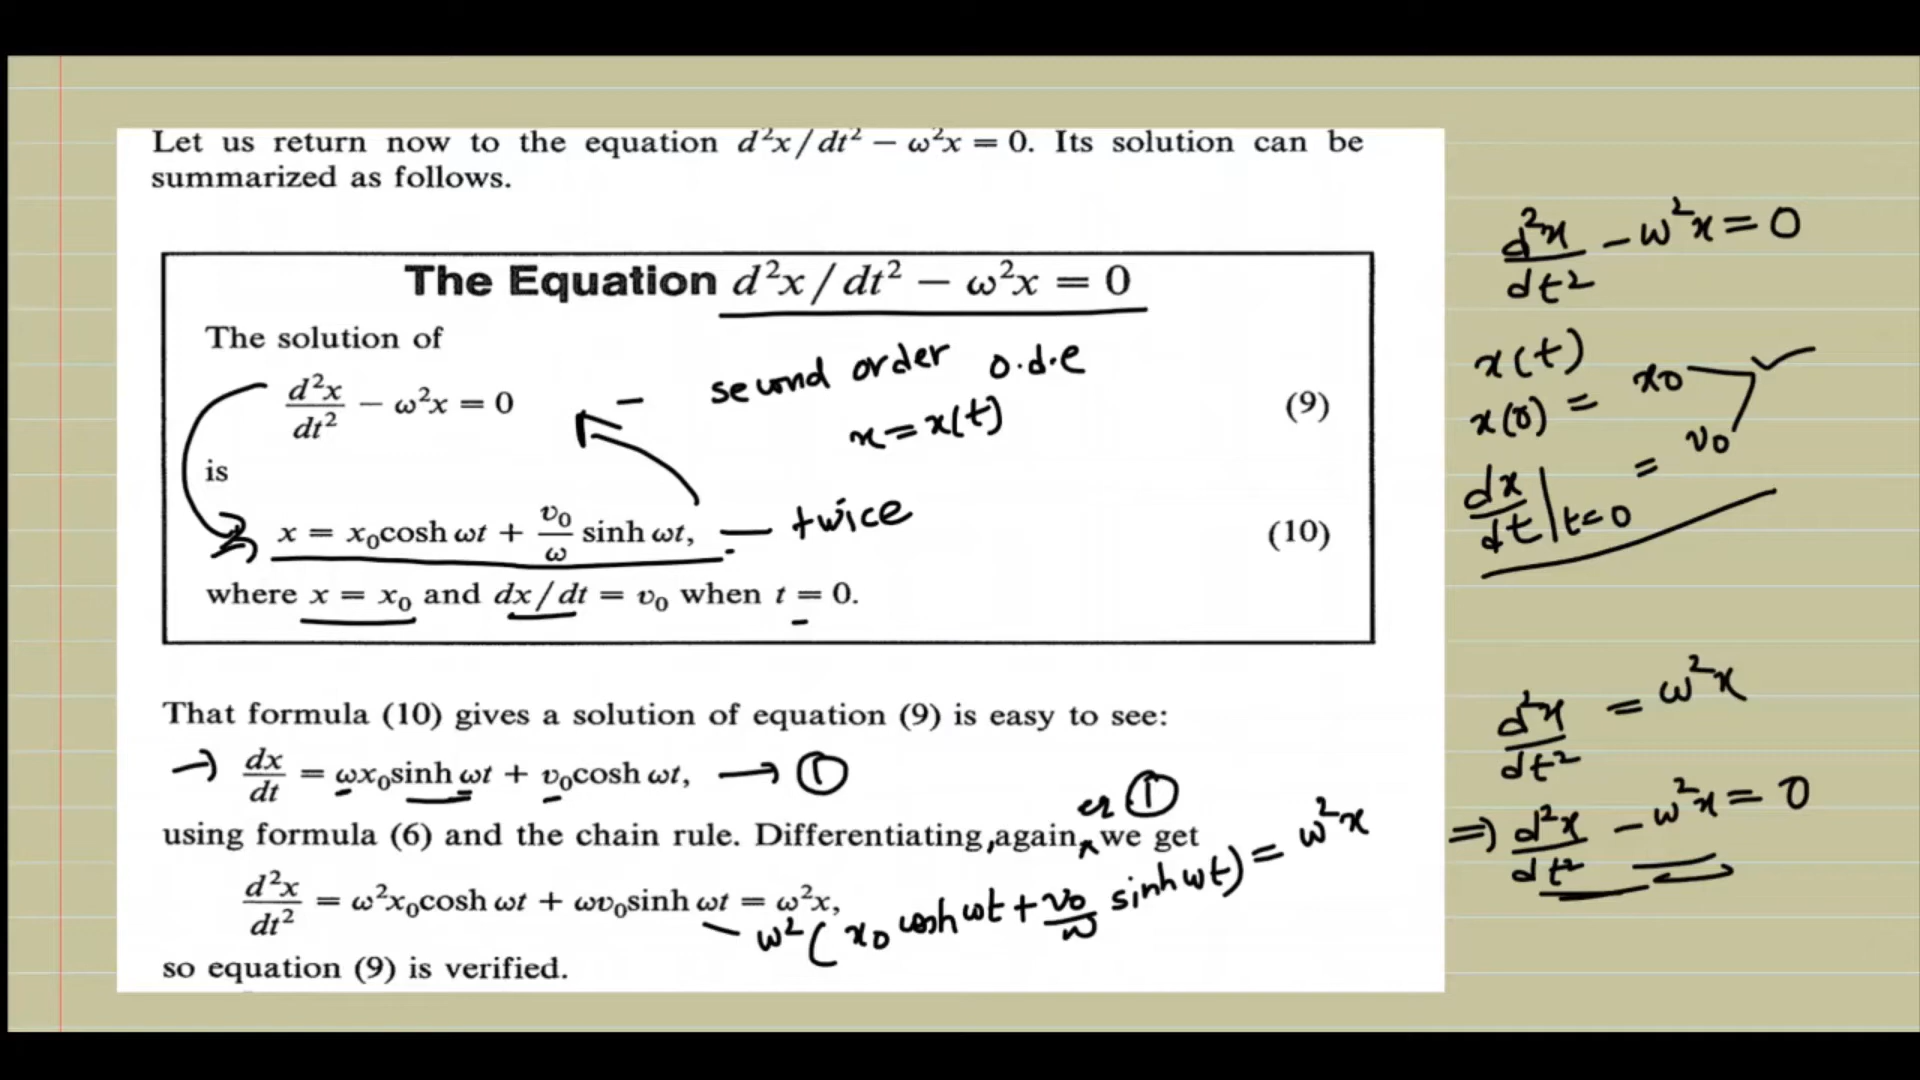 Let us return now to the equation d²x/dt² − ω²x = 0. Its solution can be
summarized as follows.
The Equation d²x/dt² − ω²x = 0
The solution of
d²x/dt² − ω²x = 0 (9)
– second order o.d.e
x = x(t)
is
x = x₀cosh ωt + v₀/ω sinh ωt, — twice (10)
where x = x₀ and dx/dt = v₀ when t = 0.
That formula (10) gives a solution of equation (9) is easy to see:
→ dx/dt = ωx₀sinh ωt + v₀cosh ωt, → ①
①
using formula (6) and the chain rule. Differentiating, again, we get
d²x/dt² = ω²x₀cosh ωt + ωv₀sinh ωt = ω²x,
ω² ( x₀ cosh ωt + v₀/ω sinh ωt) = ω²x
so equation (9) is verified.
d²x/dt² − ω²x = 0
x(t)
x(0) = x₀
dx/dt |t=0 = v₀
d²x/dt² = ω²x
⇒) d²x/dt² − ω²x = 0